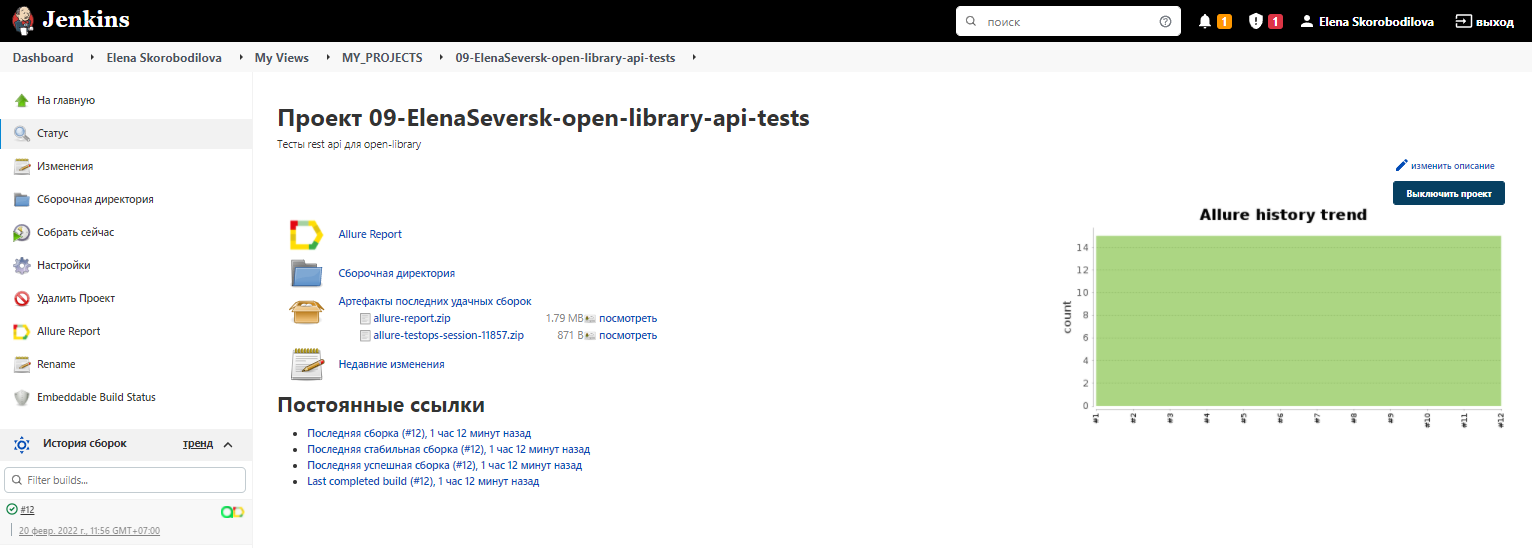 Jenkins
поиск
1
1
Elena Skorobodilova
выход
Dashboard
Elena Skorobodilova
My Views
MY_PROJECTS
09-ElenaSeversk-open-library-api-tests
На главную
Статус
Изменения
Сборочная директория
Собрать сейчас
Настройки
Удалить Проект
Allure Report
Rename
Embeddable Build Status
История сборок
тренд
Filter builds...
#12
20 февр. 2022 г., 11:56 GMT+07:00
Проект 09-ElenaSeversk-open-library-api-tests
Тесты rest api для open-library
изменить описание
Выключить проект
Allure Report
Сборочная директория
Артефакты последних удачных сборок
allure-report.zip 1.79 MB посмотреть
allure-testops-session-11857.zip 871 B посмотреть
Недавние изменения
Постоянные ссылки
Последняя сборка (#12), 1 час 12 минут назад
Последняя стабильная сборка (#12), 1 час 12 минут назад
Последняя успешная сборка (#12), 1 час 12 минут назад
Last completed build (#12), 1 час 12 минут назад
Allure history trend
count
14
12
10
8
6
4
2
0
#1 #2 #3 #4 #5 #6 #7 #8 #9 #10 #11 #12